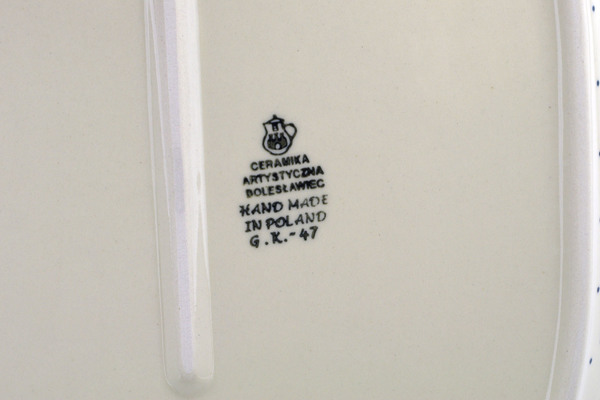 CERAMIKA
ARTYSTYCZNA
BOLESŁAWIEC
HAND MADE
IN POLAND
G.K.-47